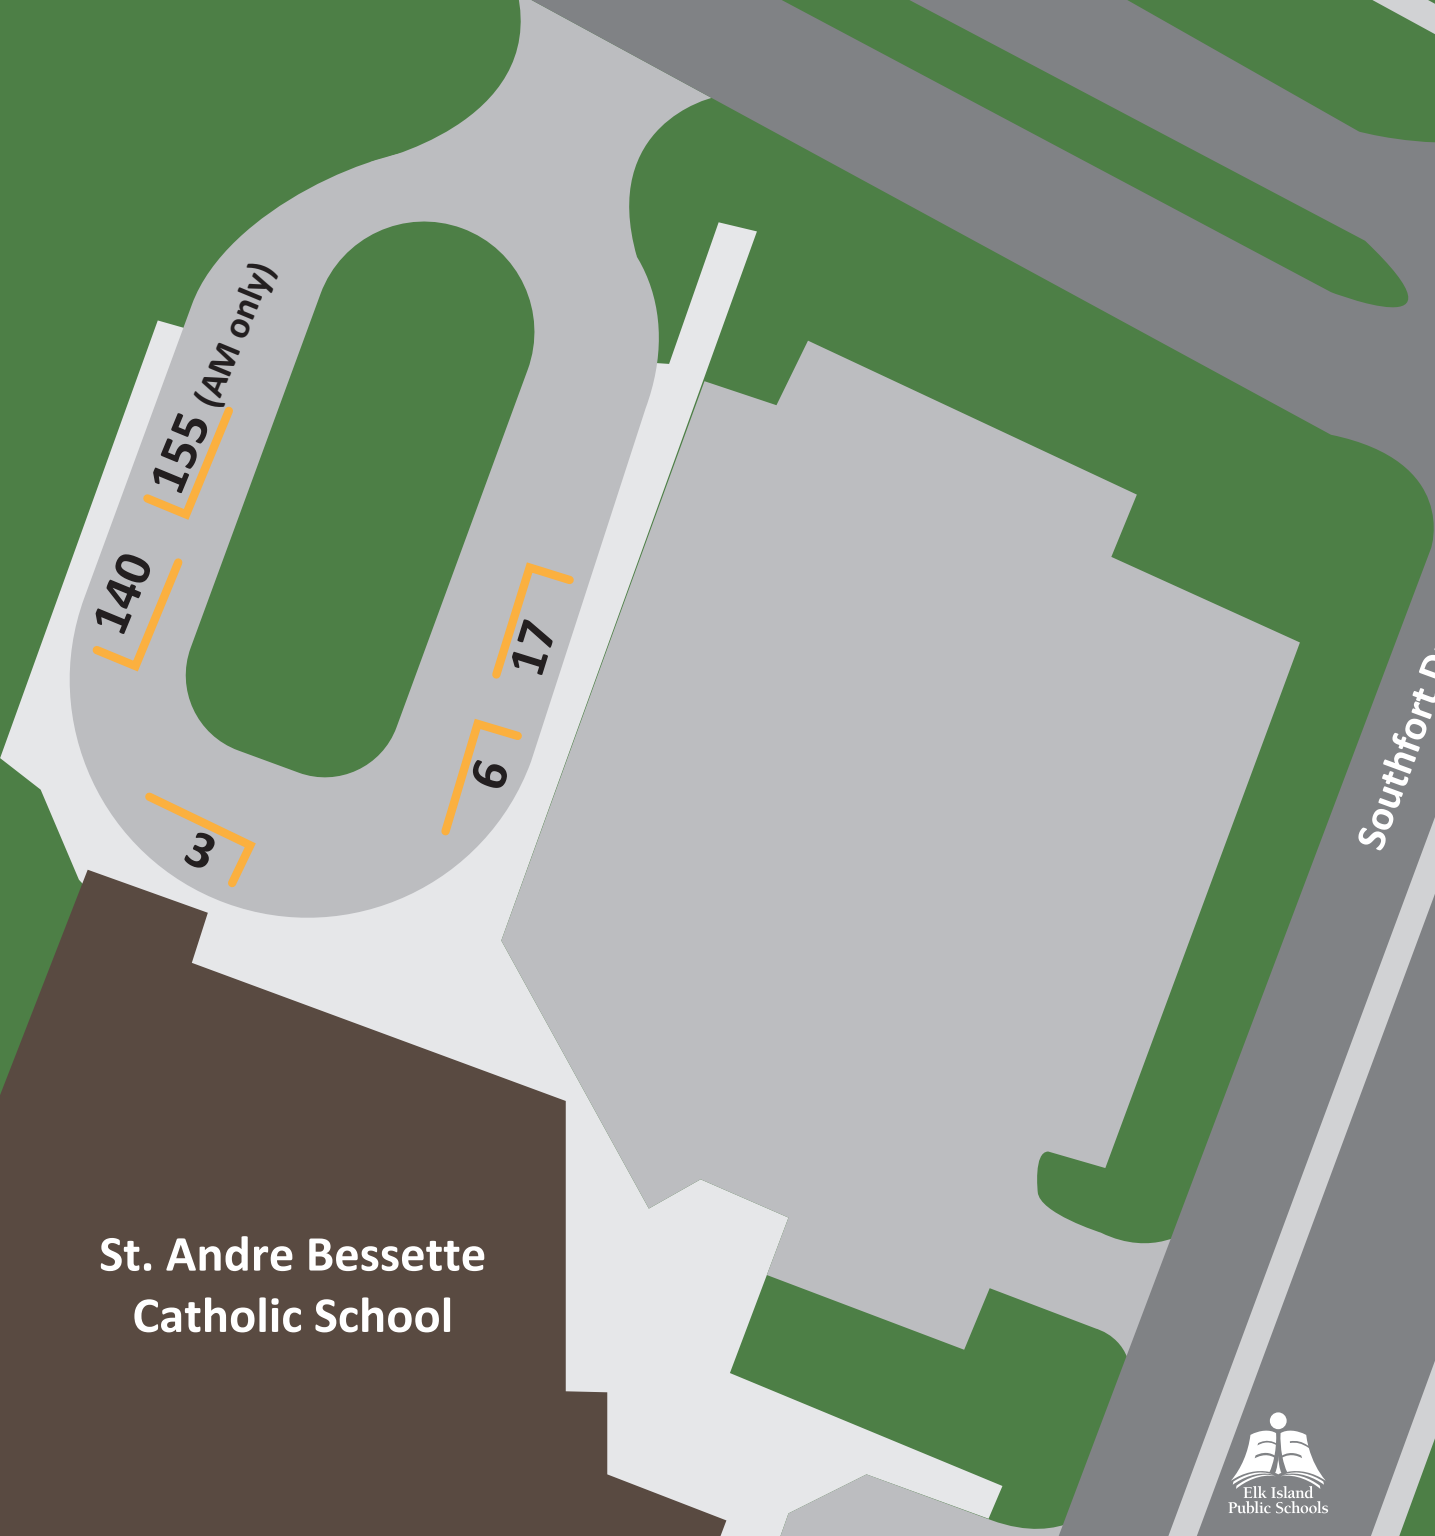 155 (AM only)
140
17
6
3
Southfort D
St. Andre Bessette
Catholic School
Elk Island
Public Schools